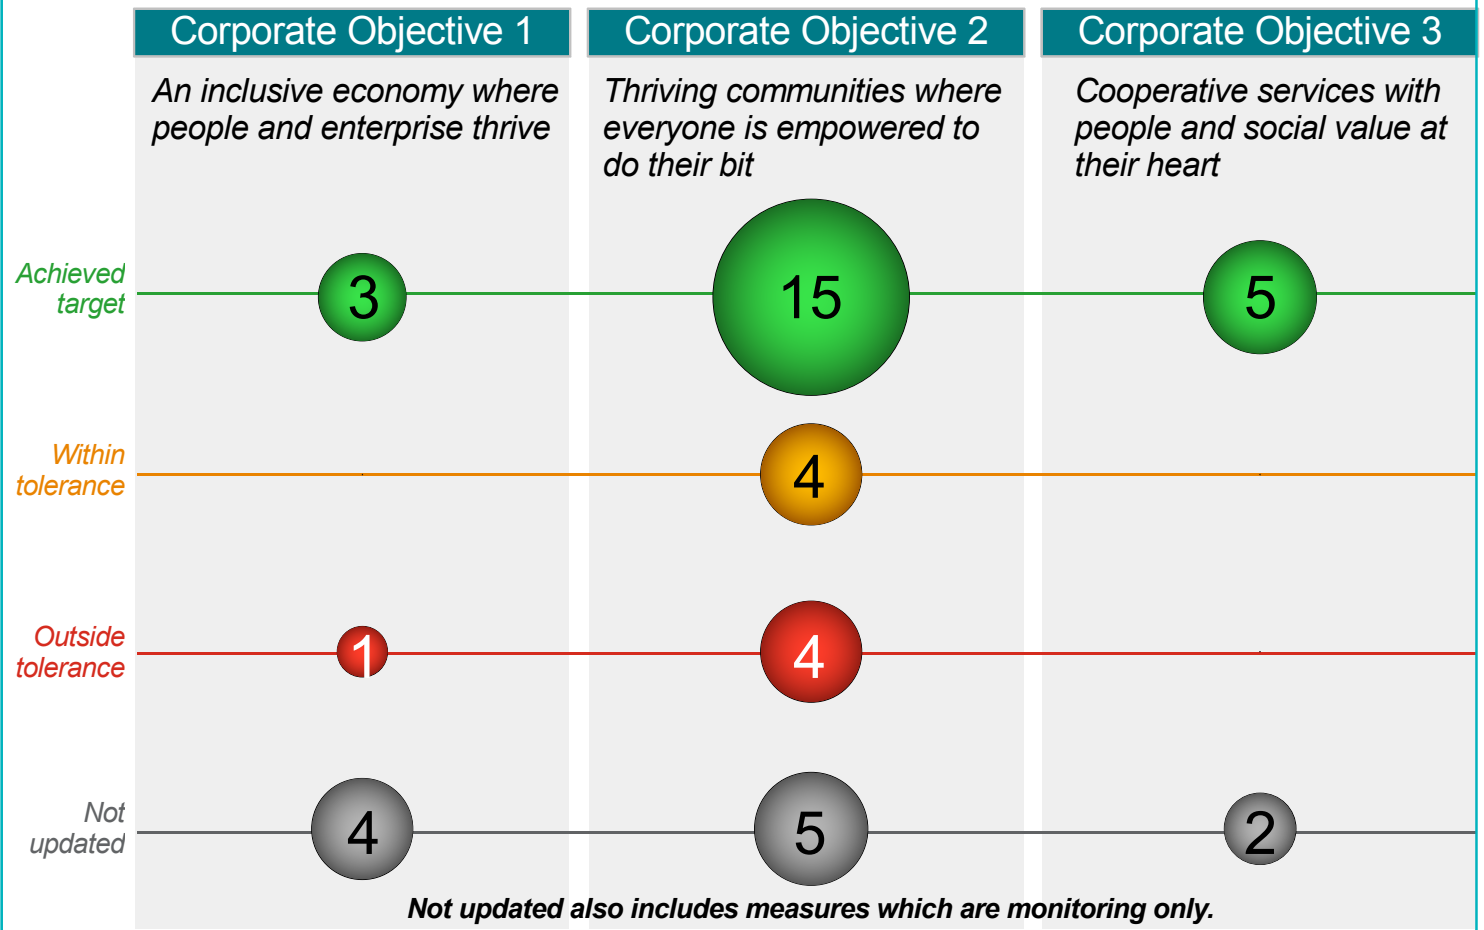 Corporate Objective 1
Corporate Objective 2
Corporate Objective 3
An inclusive economy where
people and enterprise thrive
Thriving communities where
everyone is empowered to
do their bit
Cooperative services with
people and social value at
their heart
Achieved
target
3
15
5
Within
tolerance
4
Outside
tolerance
1
4
Not
updated
4
5
2
Not updated also includes measures which are monitoring only.